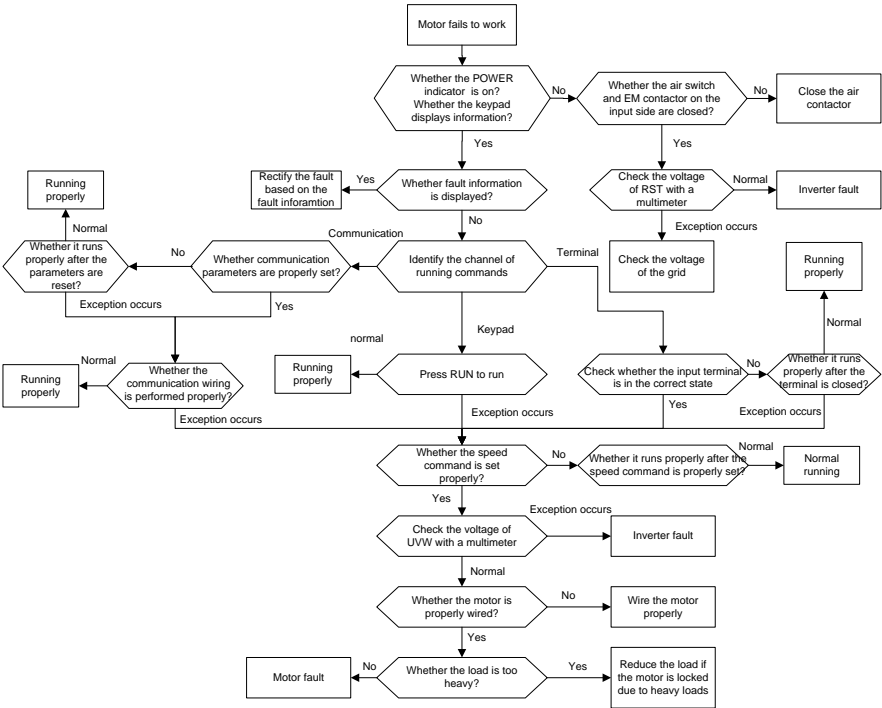 Motor fails to work
Whether the POWER
indicator is on?
Whether the keypad
displays information?
No
Whether the air switch
and EM contactor on the
input side are closed?
No
Close the air
contactor
Yes
Yes
Running
properly
Rectify the fault
based on the
fault inforamtion
Yes
Whether fault information
is displayed?
Check the voltage
of RST with a
multimeter
Normal
Inverter fault
Normal
No
Exception occurs
Communication
Whether it runs
properly after the
parameters are
reset?
No
Whether communication
parameters are properly set?
Identify the channel of
running commands
Terminal
Check the voltage
of the grid
Running
properly
Exception occurs
Yes
Keypad
Normal
normal
Running
properly
Normal
Whether the
communication wiring
is performed properly?
Running
properly
Press RUN to run
Check whether the input terminal
is in the correct state
No
Whether it runs
properly after the
terminal is closed?
Exception occurs
Exception occurs
Yes
Exception occurs
Whether the speed
command is set
properly?
No
Whether it runs properly after the
speed command is properly set?
Normal
Normal
running
Yes
Check the voltage of
UVW with a multimeter
Exception occurs
Inverter fault
Normal
Whether the motor is
properly wired?
No
Wire the motor
properly
Yes
Motor fault
No
Whether the load is too
heavy?
Yes
Reduce the load if
the motor is locked
due to heavy loads